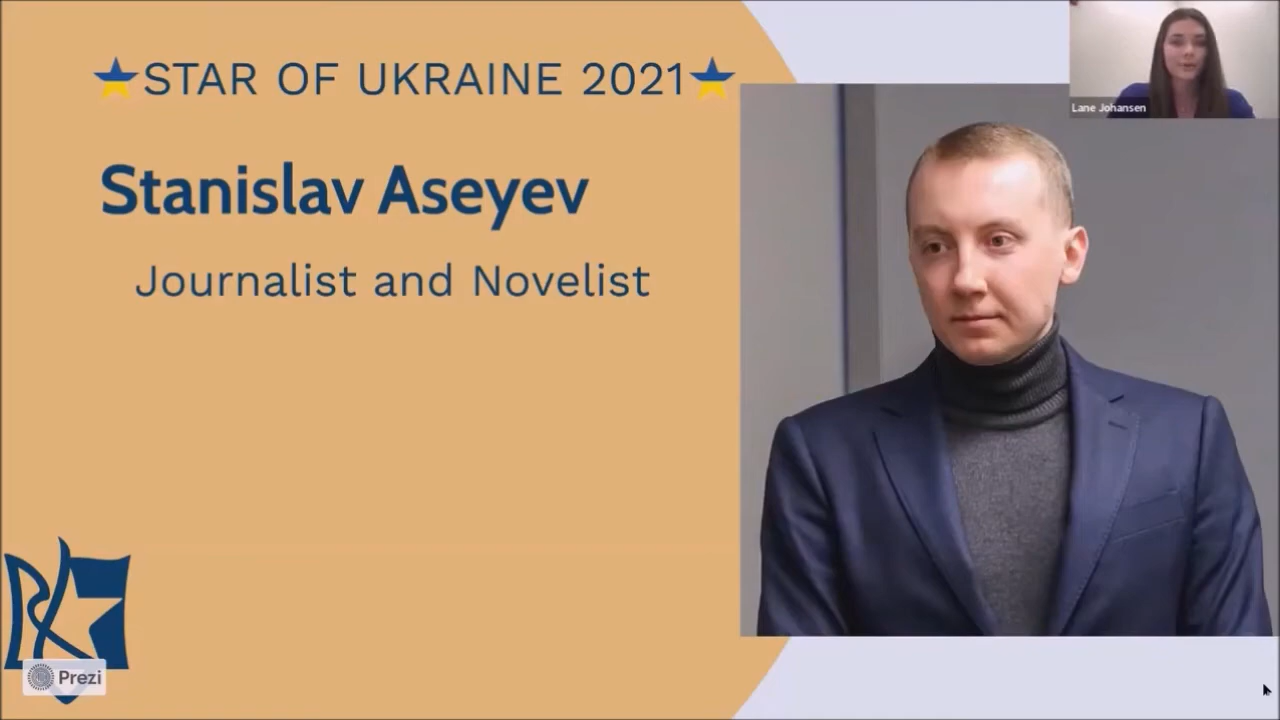 STAR OF UKRAINE 2021
Lane Johansen
Stanislav Aseyev
Journalist and Novelist
Prezi